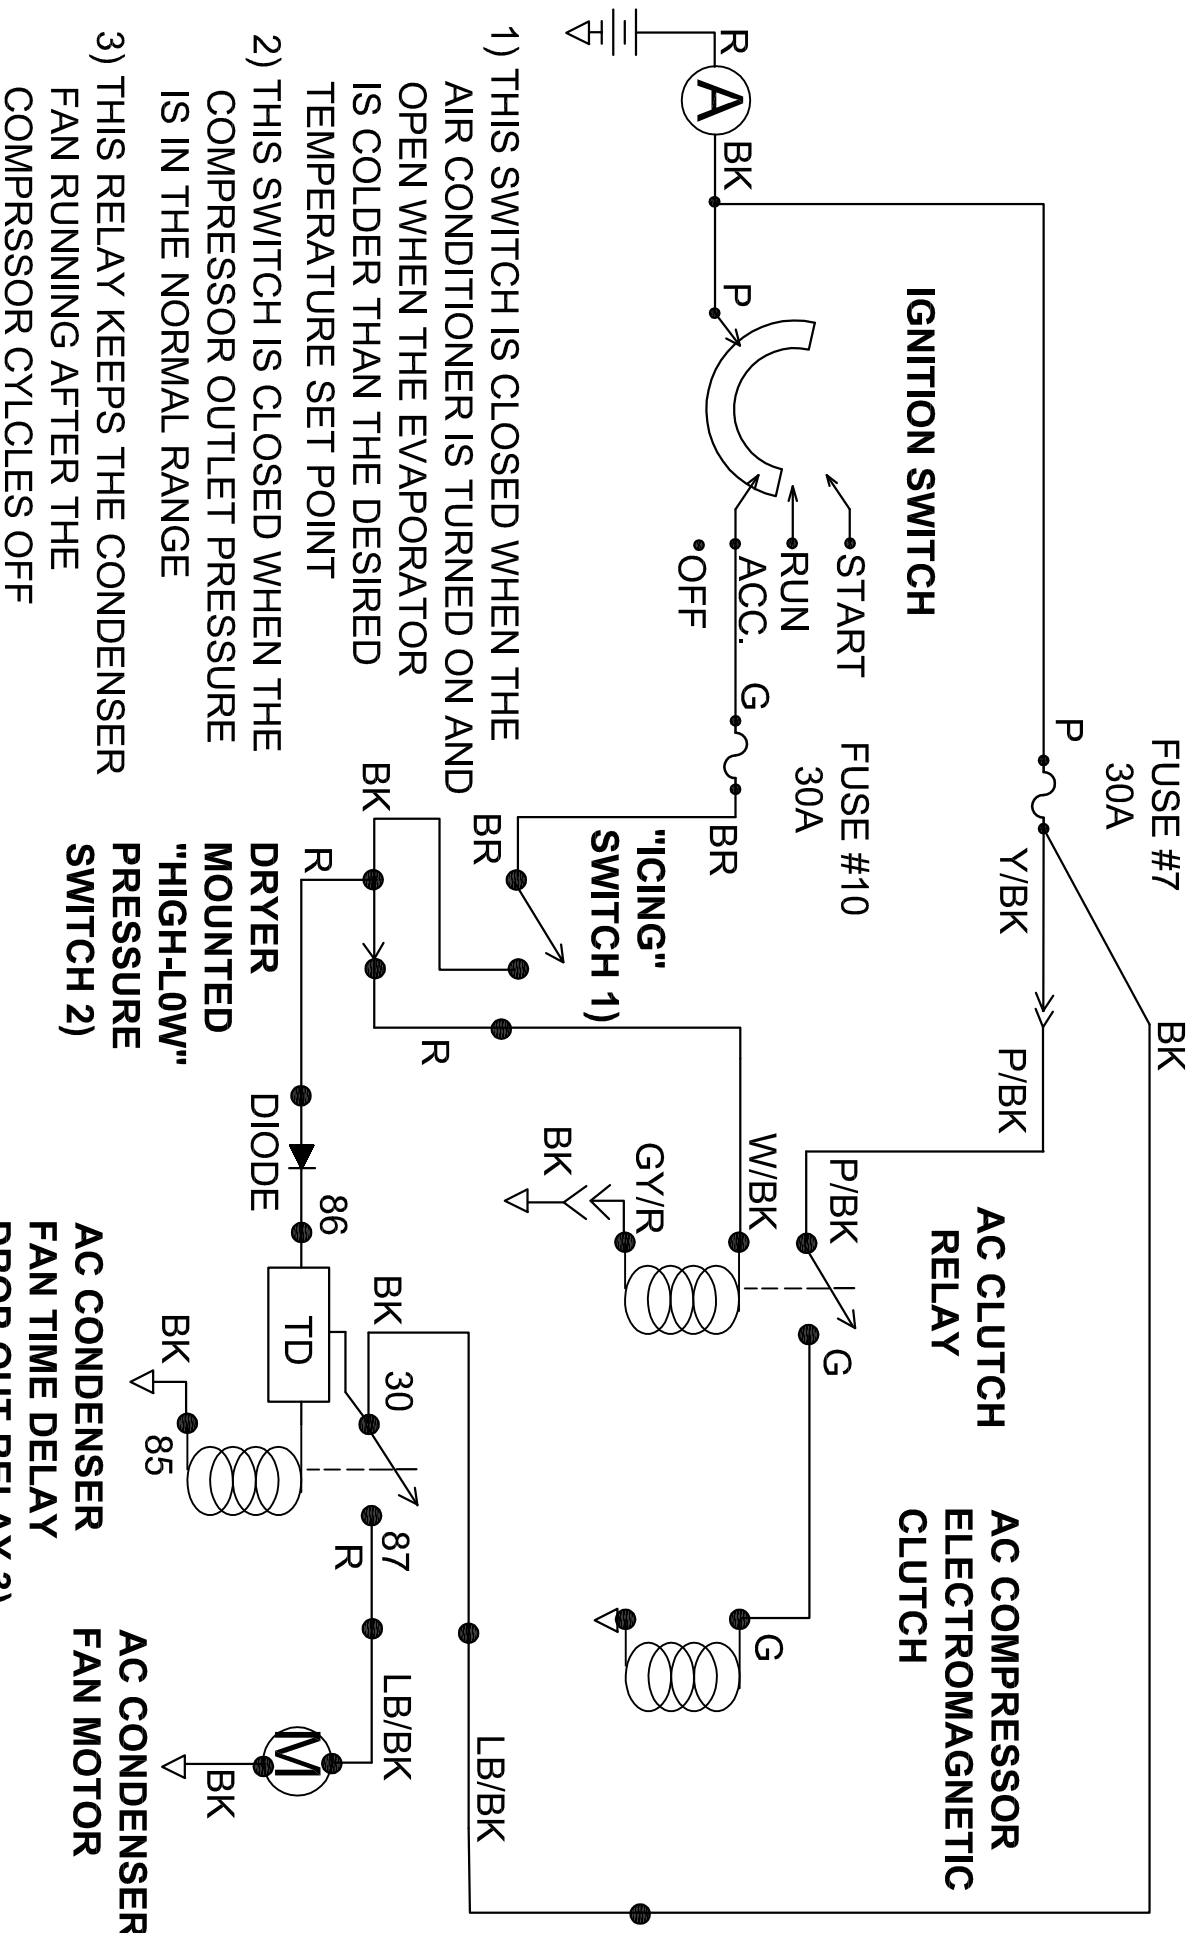 FUSE #7
30A
P
Y/BK
BK
P/BK
IGNITION SWITCH
START
RUN
ACC.
OFF
R
A
BK
P
G
FUSE #10
30A
BR
"ICING"
SWITCH 1)
BR
BK
R
R
AC CLUTCH
RELAY
P/BK
W/BK
GY/R
BK
G
AC COMPRESSOR
ELECTROMAGNETIC
CLUTCH
G
DRYER
MOUNTED
"HIGH-L0W"
PRESSURE
SWITCH 2)
DIODE
86
TD
BK
30
87
R
85
BK
LB/BK
LB/BK
M
BK
AC CONDENSER
FAN TIME DELAY
DROP OUT RELAY 3)
AC CONDENSER
FAN MOTOR
1) THIS SWITCH IS CLOSED WHEN THE
AIR CONDITIONER IS TURNED ON AND
OPEN WHEN THE EVAPORATOR
IS COLDER THAN THE DESIRED
TEMPERATURE SET POINT
2) THIS SWITCH IS CLOSED WHEN THE
COMPRESSOR OUTLET PRESSURE
IS IN THE NORMAL RANGE
3) THIS RELAY KEEPS THE CONDENSER
FAN RUNNING AFTER THE
COMPRSSOR CYLCLES OFF